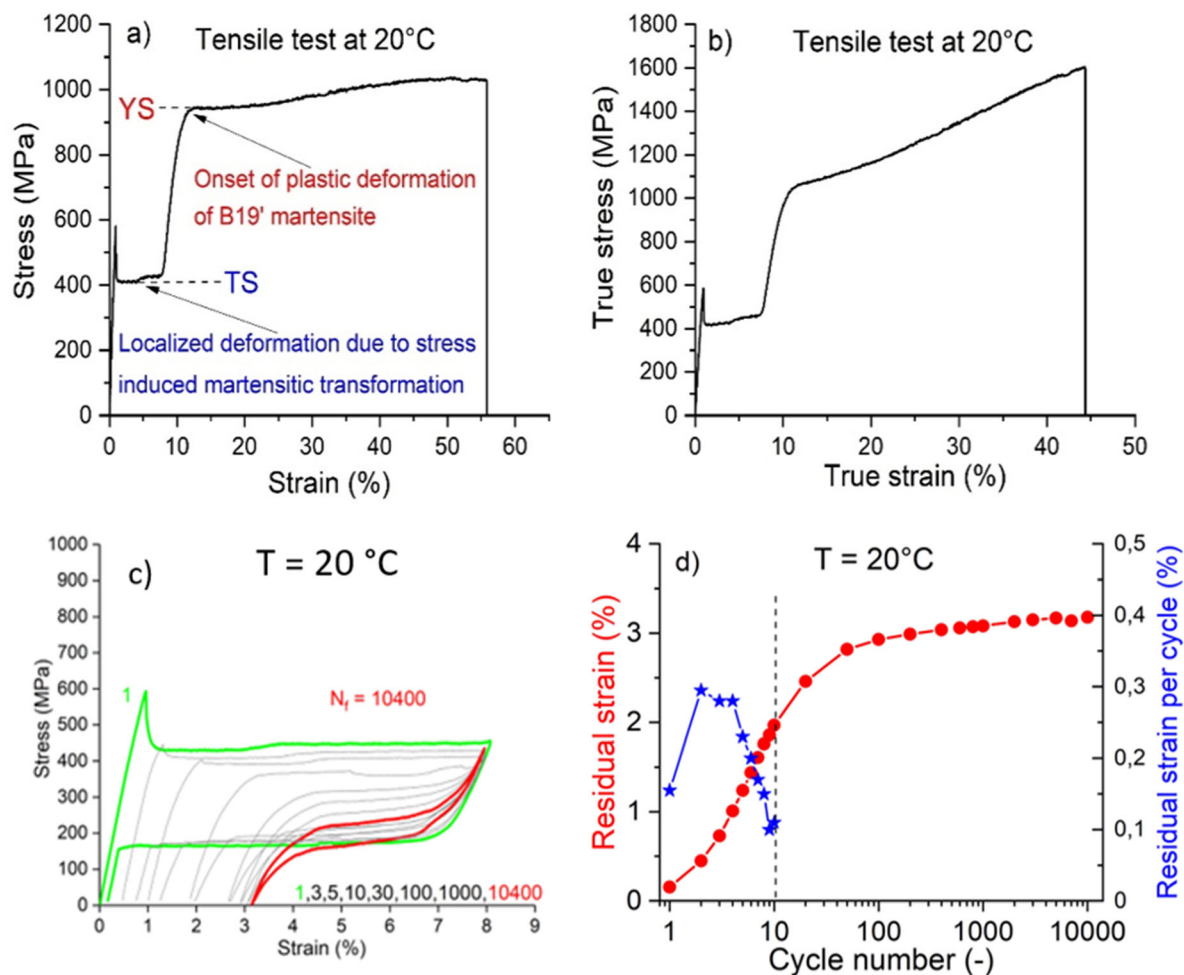 a)
Tensile test at 20°C
1200
1000
800
600
400
200
0
Stress (MPa)
YS
Onset of plastic deformation
of B19' martensite
TS
Localized deformation due to stress
induced martensitic transformation
0 10 20 30 40 50 60
Strain (%)
b)
Tensile test at 20°C
1800
1600
1400
1200
1000
800
600
400
200
0
True stress (MPa)
0 10 20 30 40 50
True strain (%)
c)
T = 20 °C
1000
900
800
700
600
500
400
300
200
100
0
Stress (MPa)
1
N_f = 10400
1,3,5,10,30,100,1000,10400
0 1 2 3 4 5 6 7 8 9
Strain (%)
d)
T = 20°C
4
3
2
1
0
Residual strain (%)
0,5
0,4
0,3
0,2
0,1
0
Residual strain per cycle (%)
1 10 100 1000 10000
Cycle number (-)